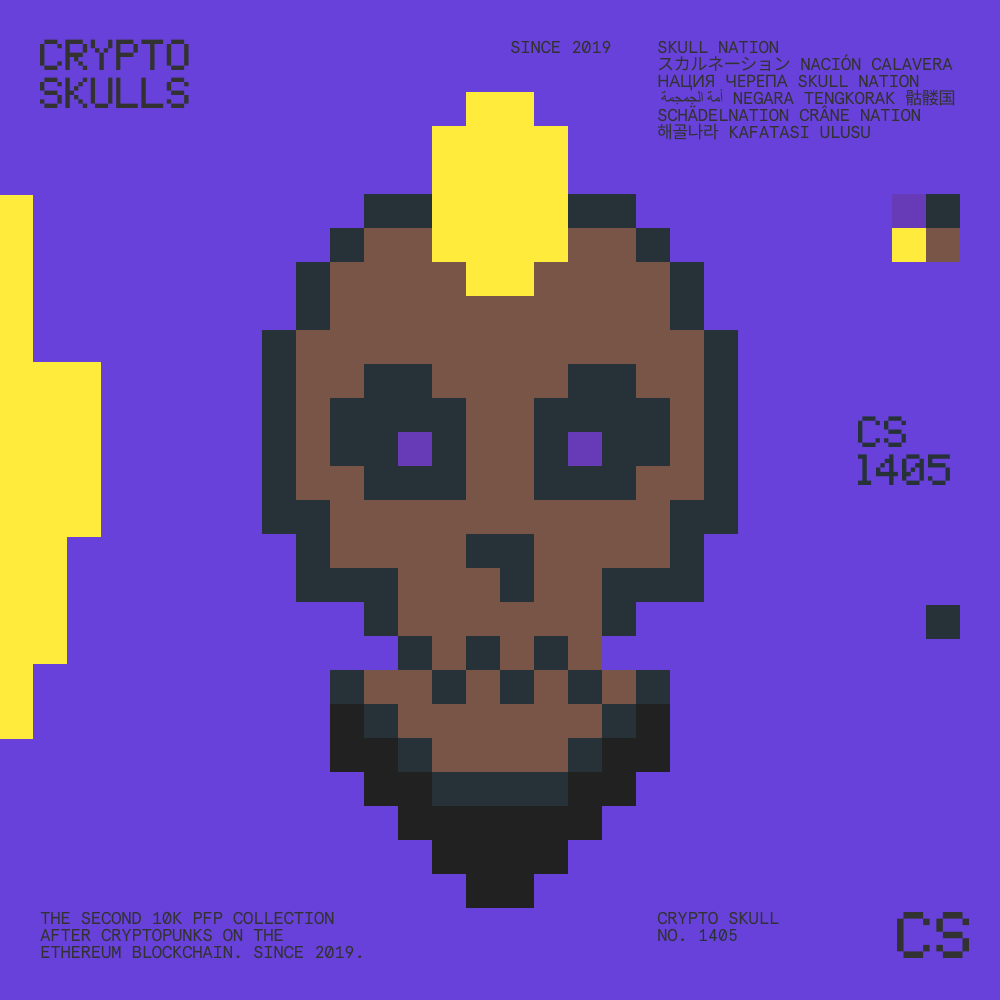 CRYPTO
SKULLS
SINCE 2019
SKULL NATION
スカルネーション NACIÓN CALAVERA
НАЦИЯ ЧЕРЕПА SKULL NATION
أمة الجمجمة NEGARA TENGKORAK 骷髅国
SCHÄDELNATION CRÂNE NATION
해골나라 KAFATASI ULUSU
CS
1405
THE SECOND 10K PFP COLLECTION
AFTER CRYPTOPUNKS ON THE
ETHEREUM BLOCKCHAIN. SINCE 2019.
CRYPTO SKULL
NO. 1405
CS